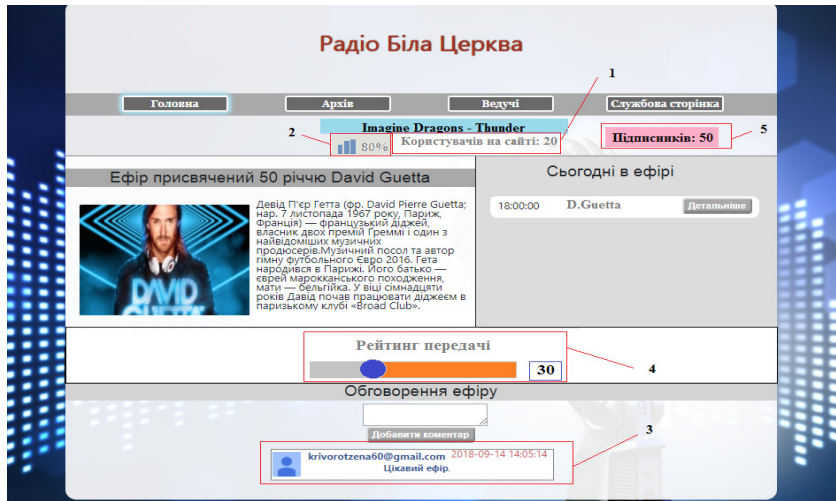 Радіо Біла Церква
1
Головна
Архів
Ведучі
Службова сторінка
Imagine Dragons - Thunder
2
80%
Користувачів на сайті: 20
Підписників: 50
5
Ефір присвячений 50 річчю David Guetta
Сьогодні в ефірі
Девід П'єр Гетта (фр. David Pierre Guetta;
нар. 7 листопада 1967 року, Париж,
Франція) — французький діджей,
власник двох премій Греммі і один з
найвідоміших музичних
продюсерів.Музичний посол та автор
гімну футбольного Євро 2016. Гета
народився в Парижі. Його батько —
єврей марокканського походження,
мати — бельгійка. У віці сімнадцяти
років Давід почав працювати діджеєм в
паризькому клубі «Broad Club».
DAVID
GUETTA
18:00:00
D.Guetta
Детальніше
Рейтинг передачі
30
4
Обговорення ефіру
Добавити коментар
3
krivorotzena60@gmail.com 2018-09-14 14:05:14
Цікавий ефір.